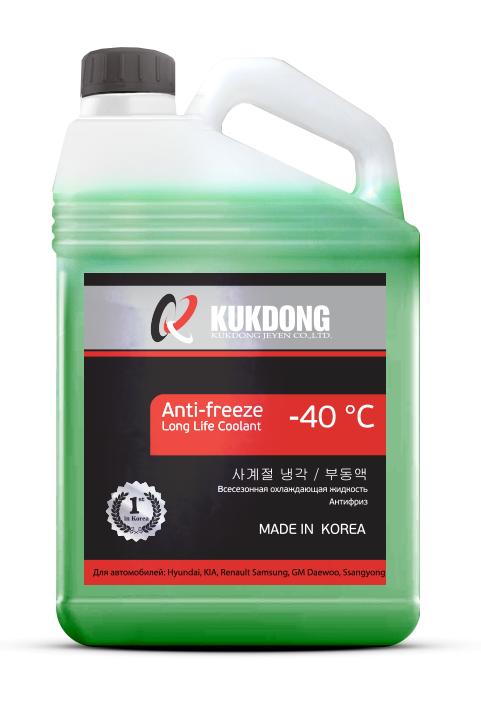 KUKDONG
KUKDONG JEYEN CO.,LTD.
Anti-freeze
Long Life Coolant
-40 °C
사계절 냉각 / 부동액
Всесезонная охлаждающая жидкость
Антифриз
1st
in Korea
MADE IN KOREA
Для автомобилей: Hyundai, KIA, Renault Samsung, GM Daewoo, Ssangyong